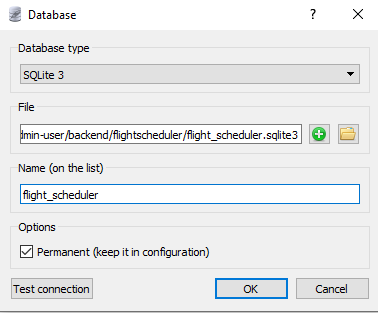 Database
?
Database type
SQLite 3
File
dmin-user/backend/flightscheduler/flight_scheduler.sqlite3
Name (on the list)
flight_scheduler
Options
Permanent (keep it in configuration)
Test connection OK Cancel